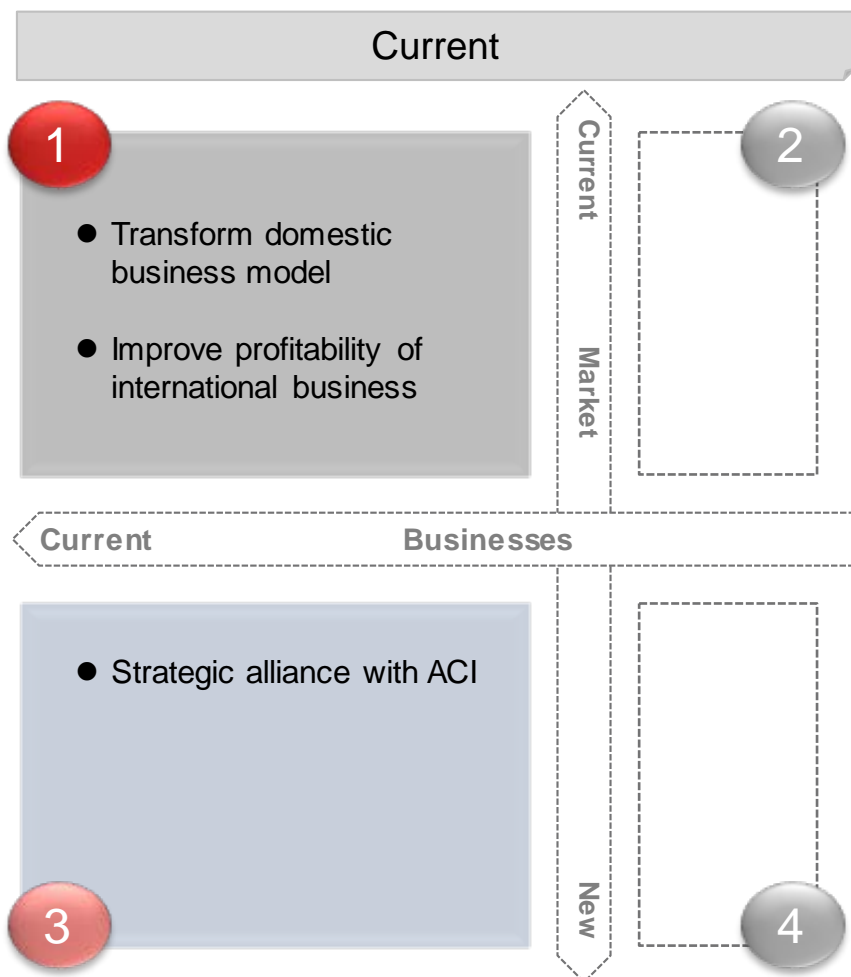 Current
1
2
● Transform domestic
business model
● Improve profitability of
international business
Current
Market
Current
Businesses
● Strategic alliance with ACI
New
3
4